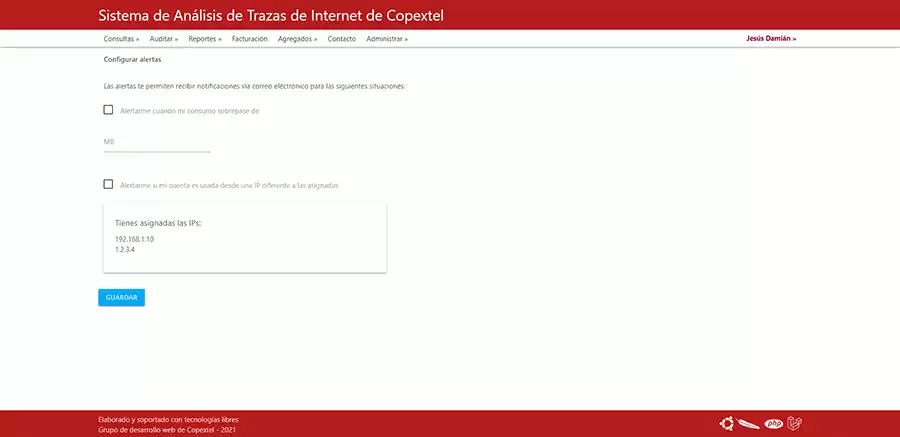 Sistema de Análisis de Trazas de Internet de Copextel
Consultas » Auditar » Reportes » Facturación Agregados » Contacto Administrar » Jesús Damián »
Configurar alertas
Las alertas te permiten recibir notificaciones vía correo eléctrónico para las siguientes situaciones:
Alertarme cuando mi consumo sobrepase de
MB
Alertarme si mi cuenta es usada desde una IP diferente a las asignadas
Tienes asignadas las IPs:
192.168.1.10
1.2.3.4
GUARDAR
Elaborado y soportado con tecnologías libres
Grupo de desarrollo web de Copextel - 2021
php